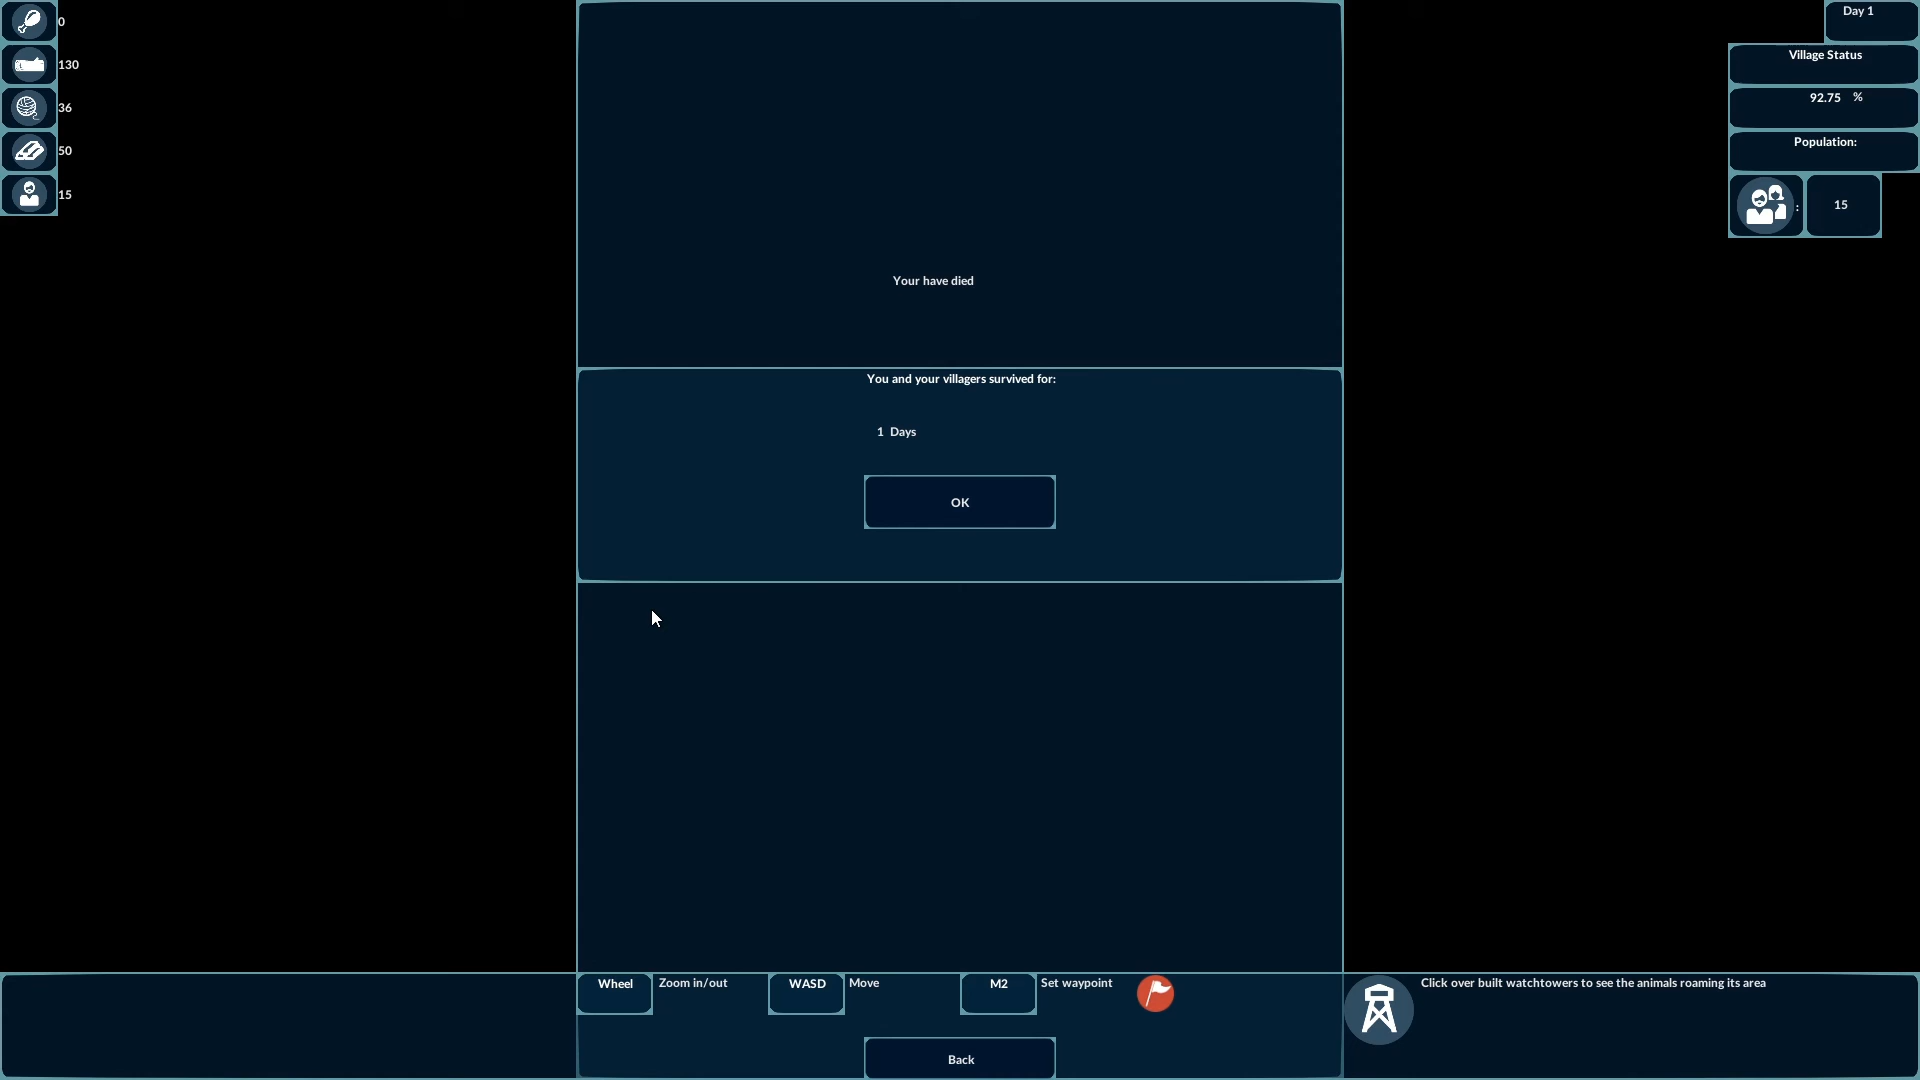 0
130
36
50
15
Day 1
Village Status
92.75 %
Population:
: 15
Your have died
You and your villagers survived for:
1 Days
OK
Wheel Zoom in/out WASD Move M2 Set waypoint
Click over built watchtowers to see the animals roaming its area
Back